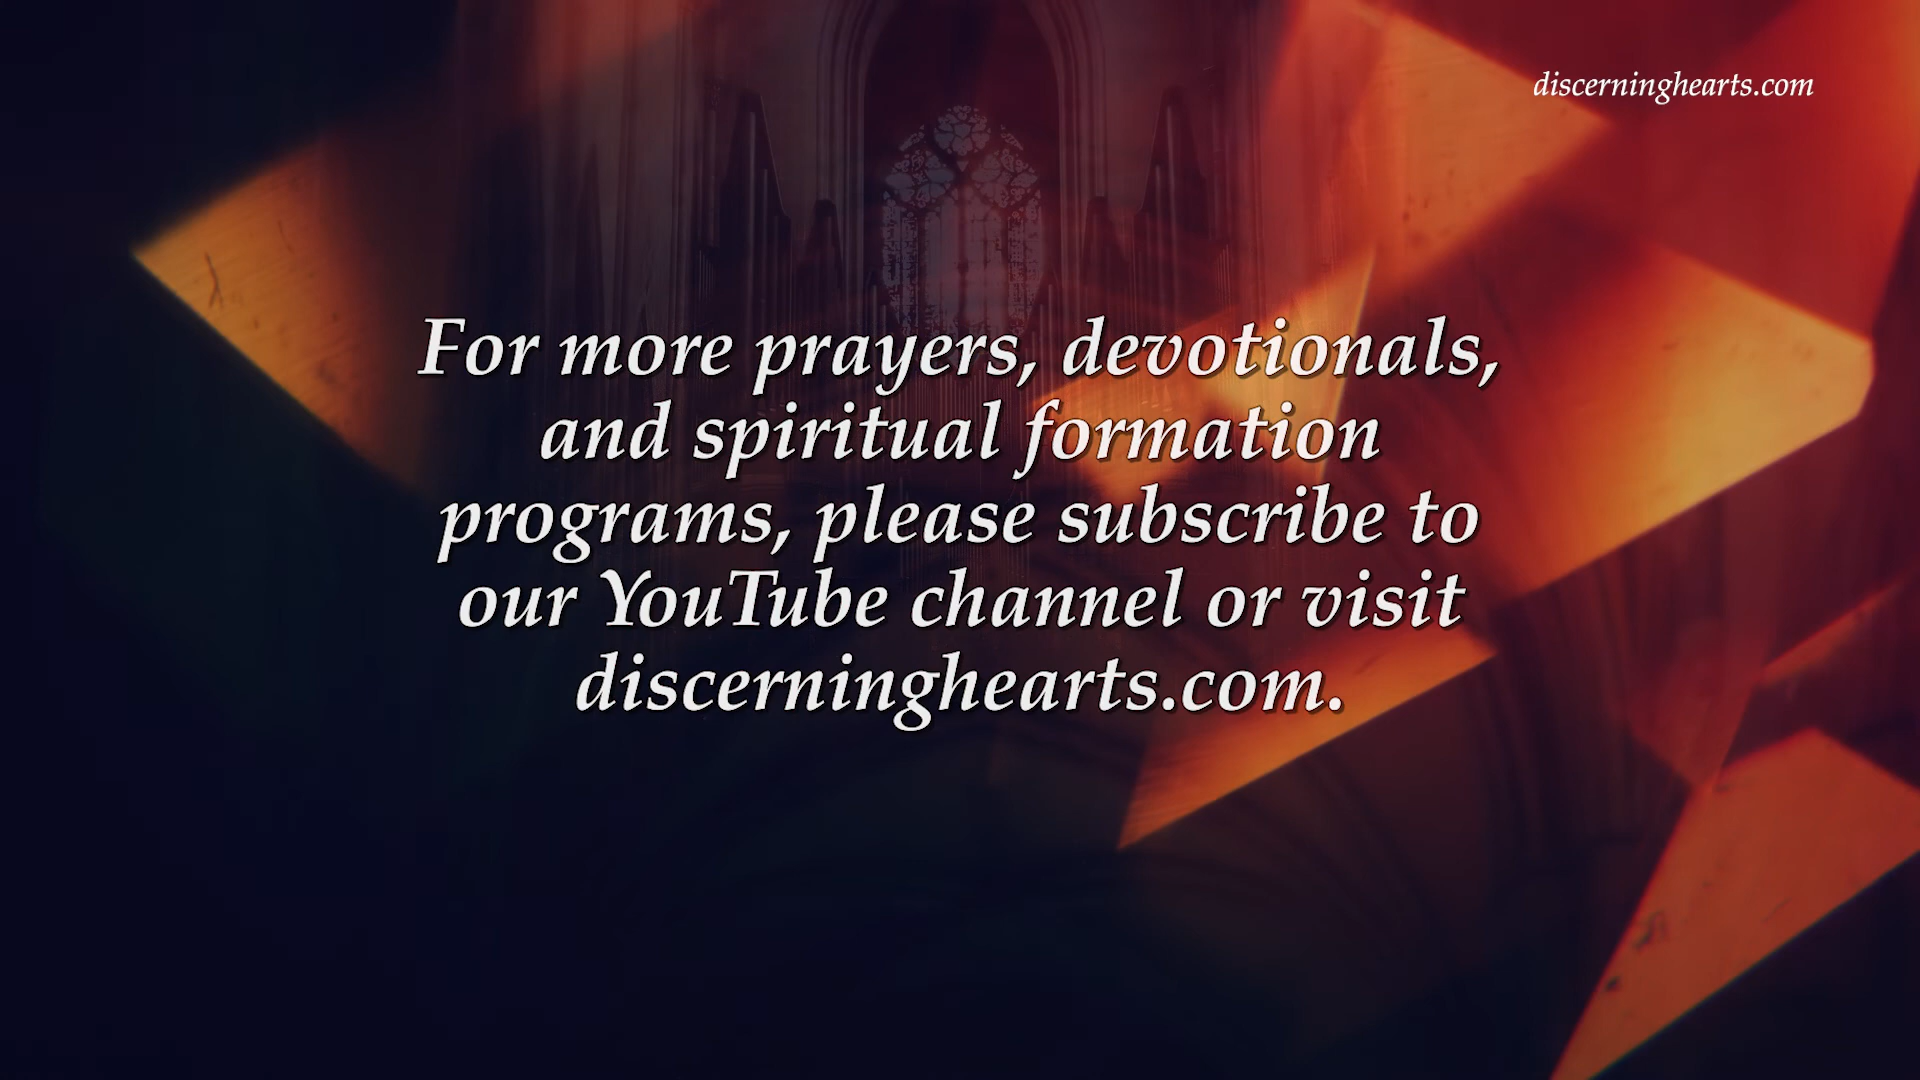 discerninghearts.com
For more prayers, devotionals,
and spiritual formation
programs, please subscribe to
our YouTube channel or visit
discerninghearts.com.